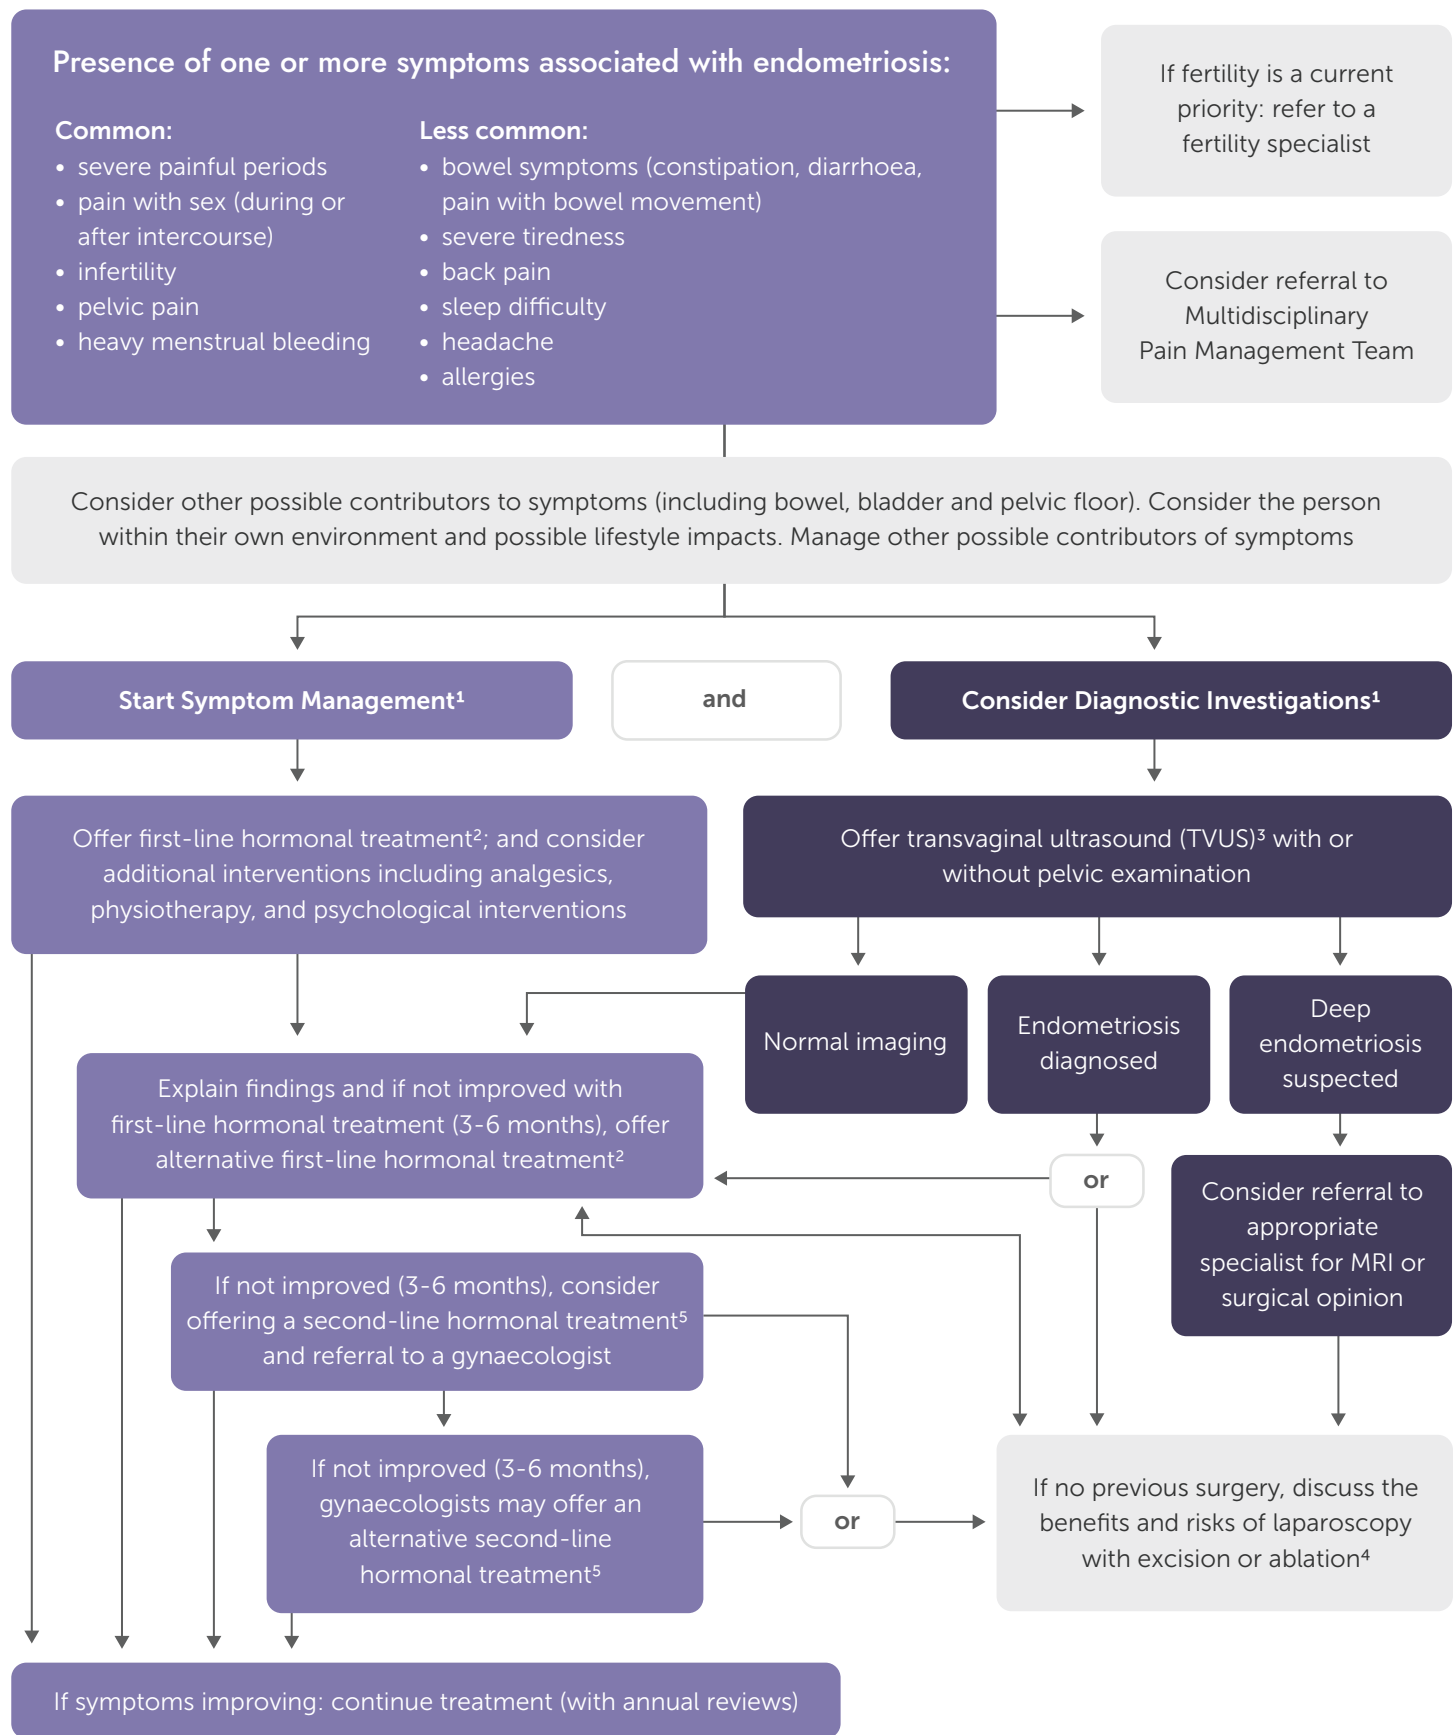 Presence of one or more symptoms associated with endometriosis:
Common:
• severe painful periods
• pain with sex (during or
after intercourse)
• infertility
• pelvic pain
• heavy menstrual bleeding
Less common:
• bowel symptoms (constipation, diarrhoea,
pain with bowel movement)
• severe tiredness
• back pain
• sleep difficulty
• headache
• allergies
If fertility is a current
priority: refer to a
fertility specialist
Consider referral to
Multidisciplinary
Pain Management Team
Consider other possible contributors to symptoms (including bowel, bladder and pelvic floor). Consider the person
within their own environment and possible lifestyle impacts. Manage other possible contributors of symptoms
Start Symptom Management¹
and
Consider Diagnostic Investigations¹
Offer first-line hormonal treatment²; and consider
additional interventions including analgesics,
physiotherapy, and psychological interventions
Offer transvaginal ultrasound (TVUS)³ with or
without pelvic examination
Normal imaging
Endometriosis
diagnosed
Deep
endometriosis
suspected
Explain findings and if not improved with
first-line hormonal treatment (3-6 months), offer
alternative first-line hormonal treatment²
or
Consider referral to
appropriate
specialist for MRI or
surgical opinion
If not improved (3-6 months), consider
offering a second-line hormonal treatment⁵
and referral to a gynaecologist
If not improved (3-6 months),
gynaecologists may offer an
alternative second-line
hormonal treatment⁵
or
If no previous surgery, discuss the
benefits and risks of laparoscopy
with excision or ablation⁴
If symptoms improving: continue treatment (with annual reviews)